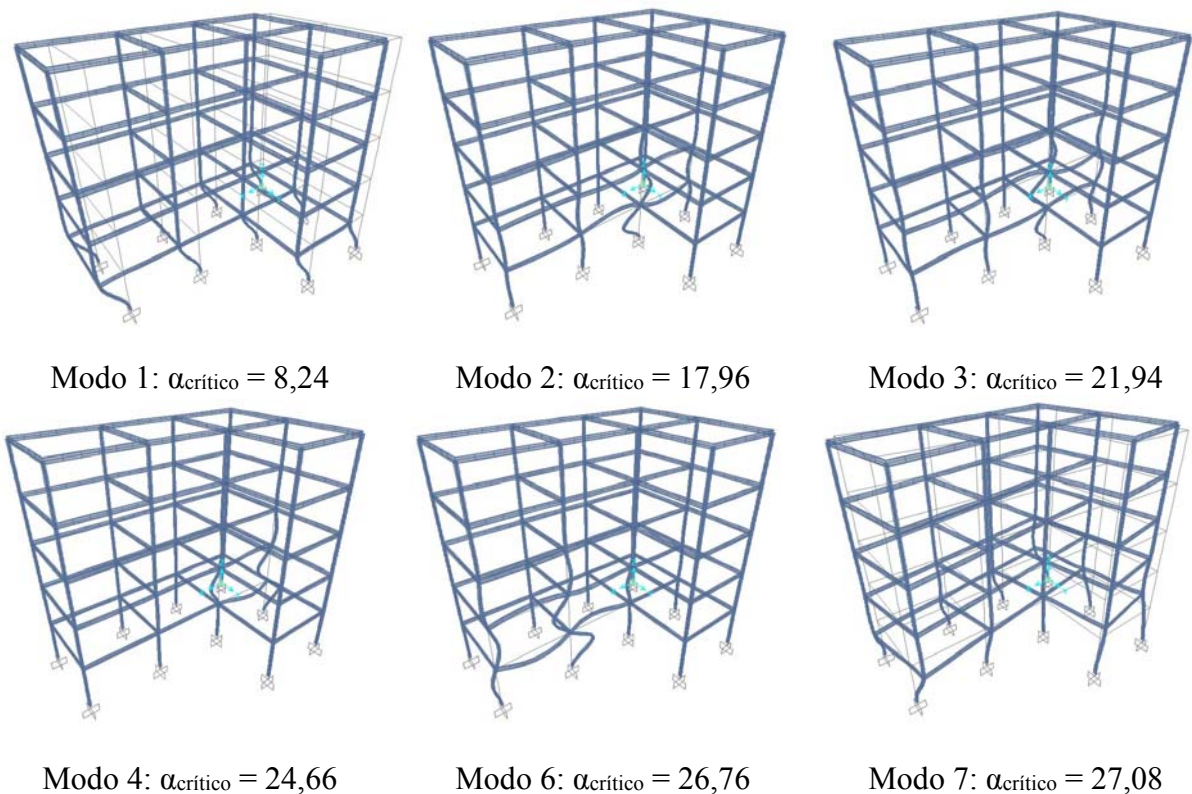 Modo 1: αcrítico = 8,24
Modo 2: αcrítico = 17,96
Modo 3: αcrítico = 21,94
Modo 4: αcrítico = 24,66
Modo 6: αcrítico = 26,76
Modo 7: αcrítico = 27,08